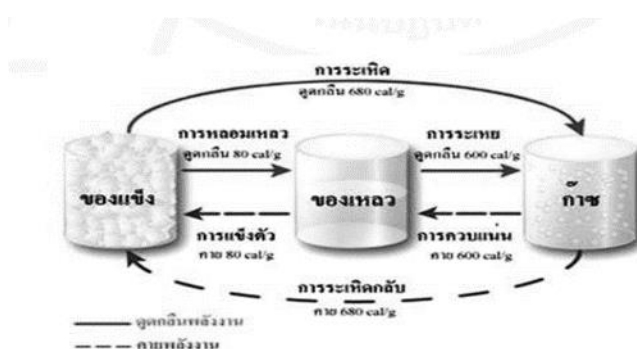 การระเหิด
ดูดกลืน 680 cal/g
การหลอมเหลว
ดูดกลืน 80 cal/g
การระเหย
ดูดกลืน 600 cal/g
ของแข็ง
ของเหลว
ก๊าซ
การแข็งตัว
คาย 80 cal/g
การควบแน่น
คาย 600 cal/g
การระเหิดกลับ
คาย 680 cal/g
ดูดกลืนพลังงาน
คายพลังงาน